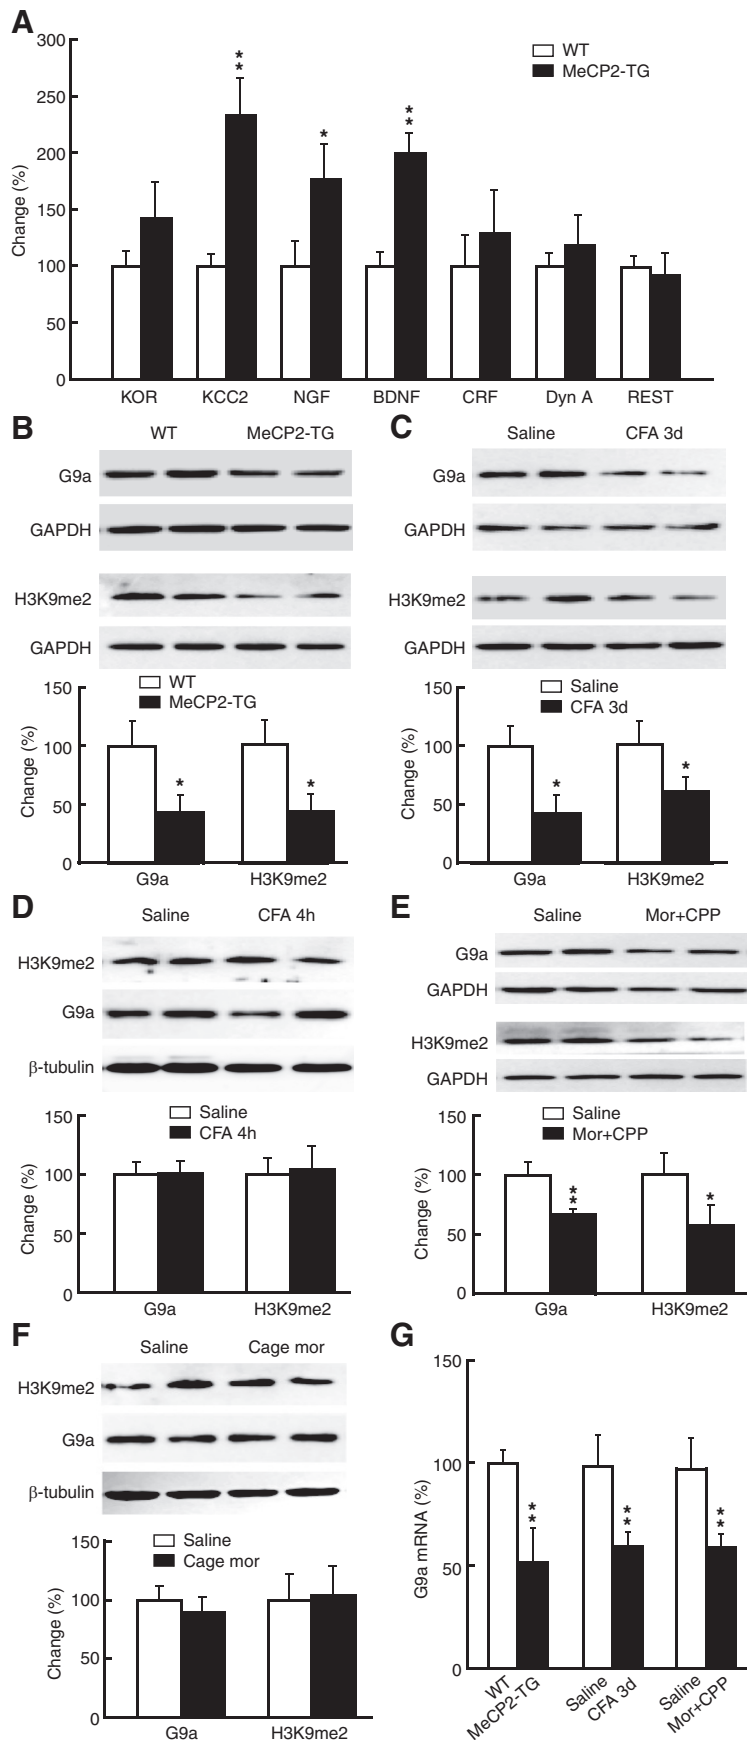 A
300
250
200
150
100
50
0
Change (%)
WT
MeCP2-TG
**
*
**
KOR KCC2 NGF BDNF CRF Dyn A REST
B
WT MeCP2-TG
G9a
GAPDH
H3K9me2
GAPDH
150
100
50
0
Change (%)
WT
MeCP2-TG
*
*
G9a H3K9me2
C
Saline CFA 3d
G9a
GAPDH
H3K9me2
GAPDH
150
100
50
0
Change (%)
Saline
CFA 3d
*
*
G9a H3K9me2
D
Saline CFA 4h
H3K9me2
G9a
β-tubulin
150
100
50
0
Change (%)
Saline
CFA 4h
G9a H3K9me2
E
Saline Mor+CPP
G9a
GAPDH
H3K9me2
GAPDH
150
100
50
0
Change (%)
Saline
Mor+CPP
**
*
G9a H3K9me2
F
Saline Cage mor
H3K9me2
G9a
β-tubulin
150
100
50
0
Change (%)
Saline
Cage mor
G9a H3K9me2
G
150
100
50
0
G9a mRNA (%)
**
**
**
WT
MeCP2-TG
Saline
CFA 3d
Saline
Mor+CPP